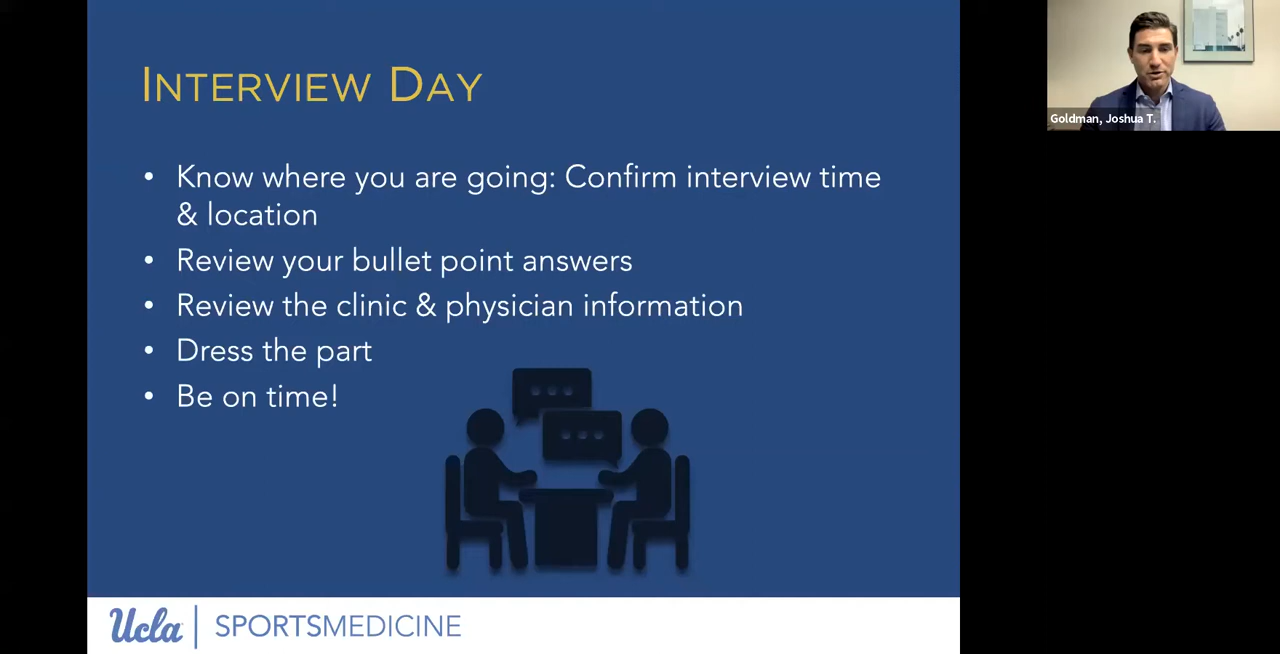 INTERVIEW DAY
• Know where you are going: Confirm interview time
& location
• Review your bullet point answers
• Review the clinic & physician information
• Dress the part
• Be on time!
Ucla | SPORTSMEDICINE
Goldman, Joshua T.